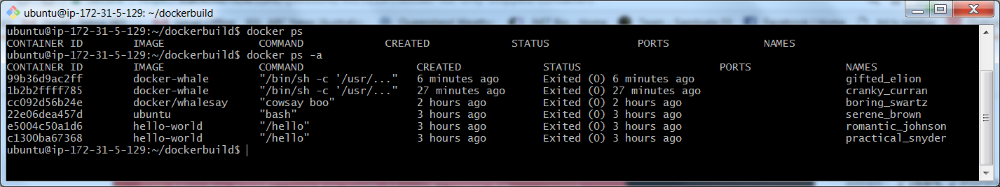 ubuntu@ip-172-31-5-129: ~/dockerbuild
ubuntu@ip-172-31-5-129:~/dockerbuild$ docker ps
CONTAINER ID        IMAGE               COMMAND             CREATED             STATUS              PORTS               NAMES
ubuntu@ip-172-31-5-129:~/dockerbuild$ docker ps -a
CONTAINER ID        IMAGE               COMMAND                  CREATED             STATUS                      PORTS               NAMES
99b36d9ac2ff        docker-whale        "/bin/sh -c '/usr/..."   6 minutes ago       Exited (0) 6 minutes ago                        gifted_elion
1b2b2ffff785        docker-whale        "/bin/sh -c '/usr/..."   27 minutes ago      Exited (0) 27 minutes ago                       cranky_curran
cc092d56b24e        docker/whalesay     "cowsay boo"             2 hours ago         Exited (0) 2 hours ago                          boring_swartz
22e06dea457d        ubuntu              "bash"                   3 hours ago         Exited (0) 3 hours ago                          serene_brown
e5004c50a1d6        hello-world         "/hello"                 3 hours ago         Exited (0) 3 hours ago                          romantic_johnson
c1300ba67368        hello-world         "/hello"                 3 hours ago         Exited (0) 3 hours ago                          practical_snyder
ubuntu@ip-172-31-5-129:~/dockerbuild$